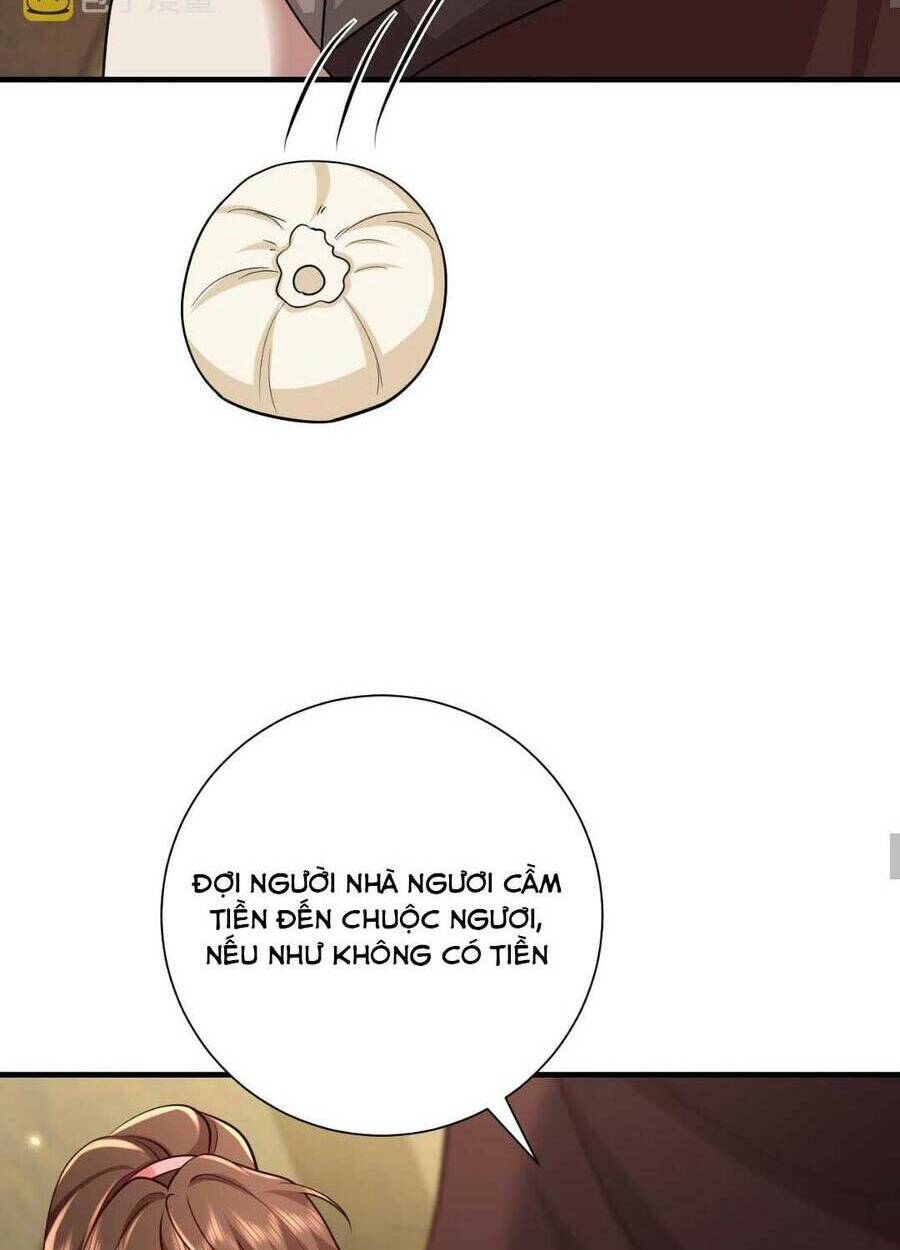 ĐỢI NGƯỜI NHÀ NGƯƠI CẦM
TIỀN ĐẾN CHUỘC NGƯƠI,
NẾU NHƯ KHÔNG CÓ TIỀN